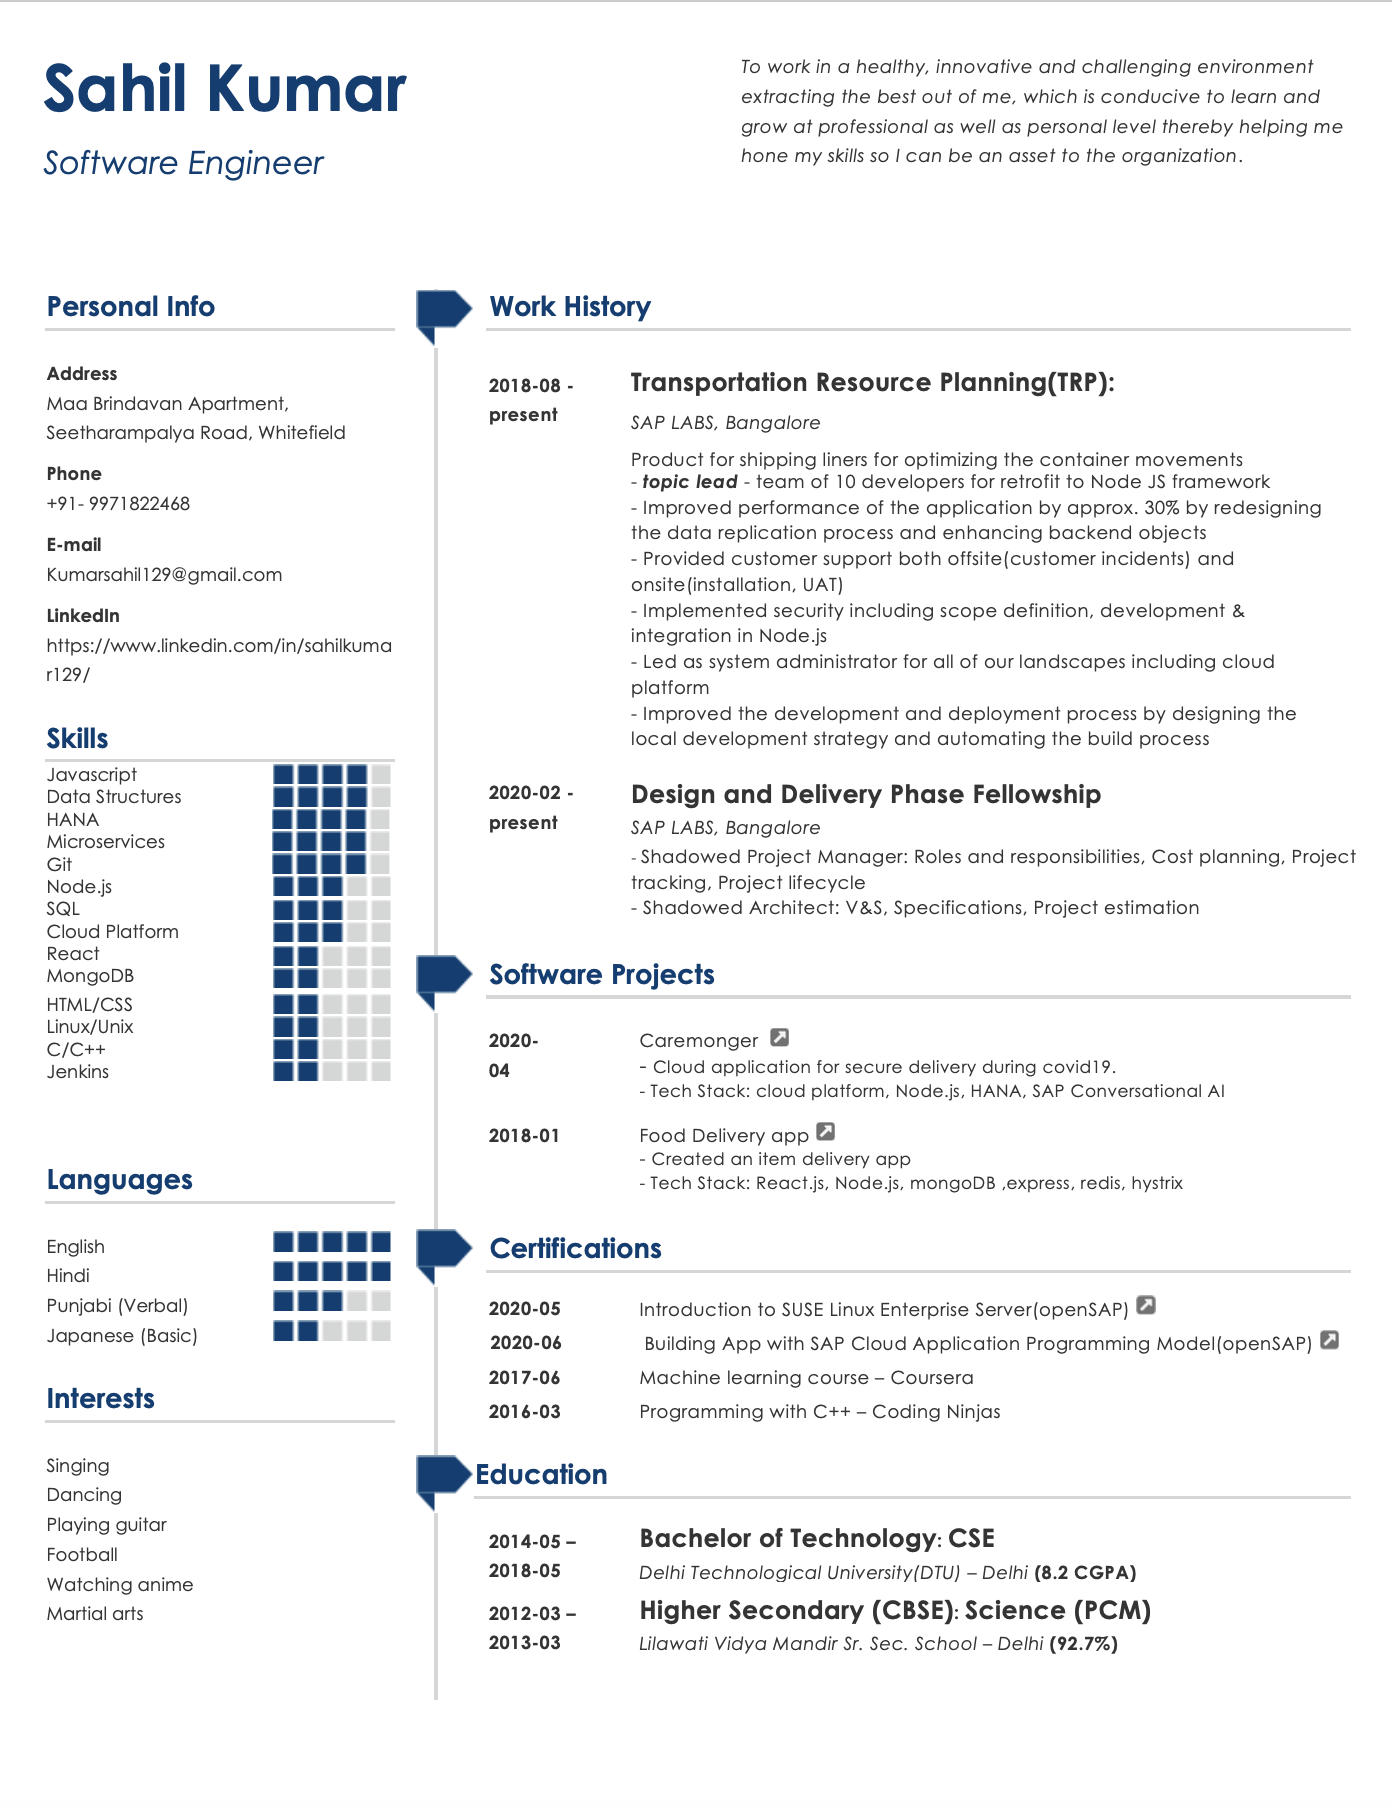 Sahil Kumar
Software Engineer
To work in a healthy, innovative and challenging environment
extracting the best out of me, which is conducive to learn and
grow at professional as well as personal level thereby helping me
hone my skills so I can be an asset to the organization.
Personal Info
Address
Maa Brindavan Apartment,
Seetharampalya Road, Whitefield
Phone
+91- 9971822468
E-mail
Kumarsahil129@gmail.com
LinkedIn
https://www.linkedin.com/in/sahilkuma
r129/
Skills
Javascript
Data Structures
HANA
Microservices
Git
Node.js
SQL
Cloud Platform
React
MongoDB
HTML/CSS
Linux/Unix
C/C++
Jenkins
Languages
English
Hindi
Punjabi (Verbal)
Japanese (Basic)
Interests
Singing
Dancing
Playing guitar
Football
Watching anime
Martial arts
Work History
2018-08 -
present
Transportation Resource Planning(TRP):
SAP LABS, Bangalore
Product for shipping liners for optimizing the container movements
- topic lead - team of 10 developers for retrofit to Node JS framework
- Improved performance of the application by approx. 30% by redesigning
the data replication process and enhancing backend objects
- Provided customer support both offsite(customer incidents) and
onsite(installation, UAT)
- Implemented security including scope definition, development &
integration in Node.js
- Led as system administrator for all of our landscapes including cloud
platform
- Improved the development and deployment process by designing the
local development strategy and automating the build process
2020-02 -
present
Design and Delivery Phase Fellowship
SAP LABS, Bangalore
- Shadowed Project Manager: Roles and responsibilities, Cost planning, Project
tracking, Project lifecycle
- Shadowed Architect: V&S, Specifications, Project estimation
Software Projects
2020-
04
Caremonger
- Cloud application for secure delivery during covid19.
- Tech Stack: cloud platform, Node.js, HANA, SAP Conversational AI
2018-01
Food Delivery app
- Created an item delivery app
- Tech Stack: React.js, Node.js, mongoDB ,express, redis, hystrix
Certifications
2020-05 Introduction to SUSE Linux Enterprise Server(openSAP)
2020-06 Building App with SAP Cloud Application Programming Model(openSAP)
2017-06 Machine learning course – Coursera
2016-03 Programming with C++ – Coding Ninjas
Education
2014-05 –
2018-05
Bachelor of Technology: CSE
Delhi Technological University(DTU) – Delhi (8.2 CGPA)
2012-03 –
2013-03
Higher Secondary (CBSE): Science (PCM)
Lilawati Vidya Mandir Sr. Sec. School – Delhi (92.7%)